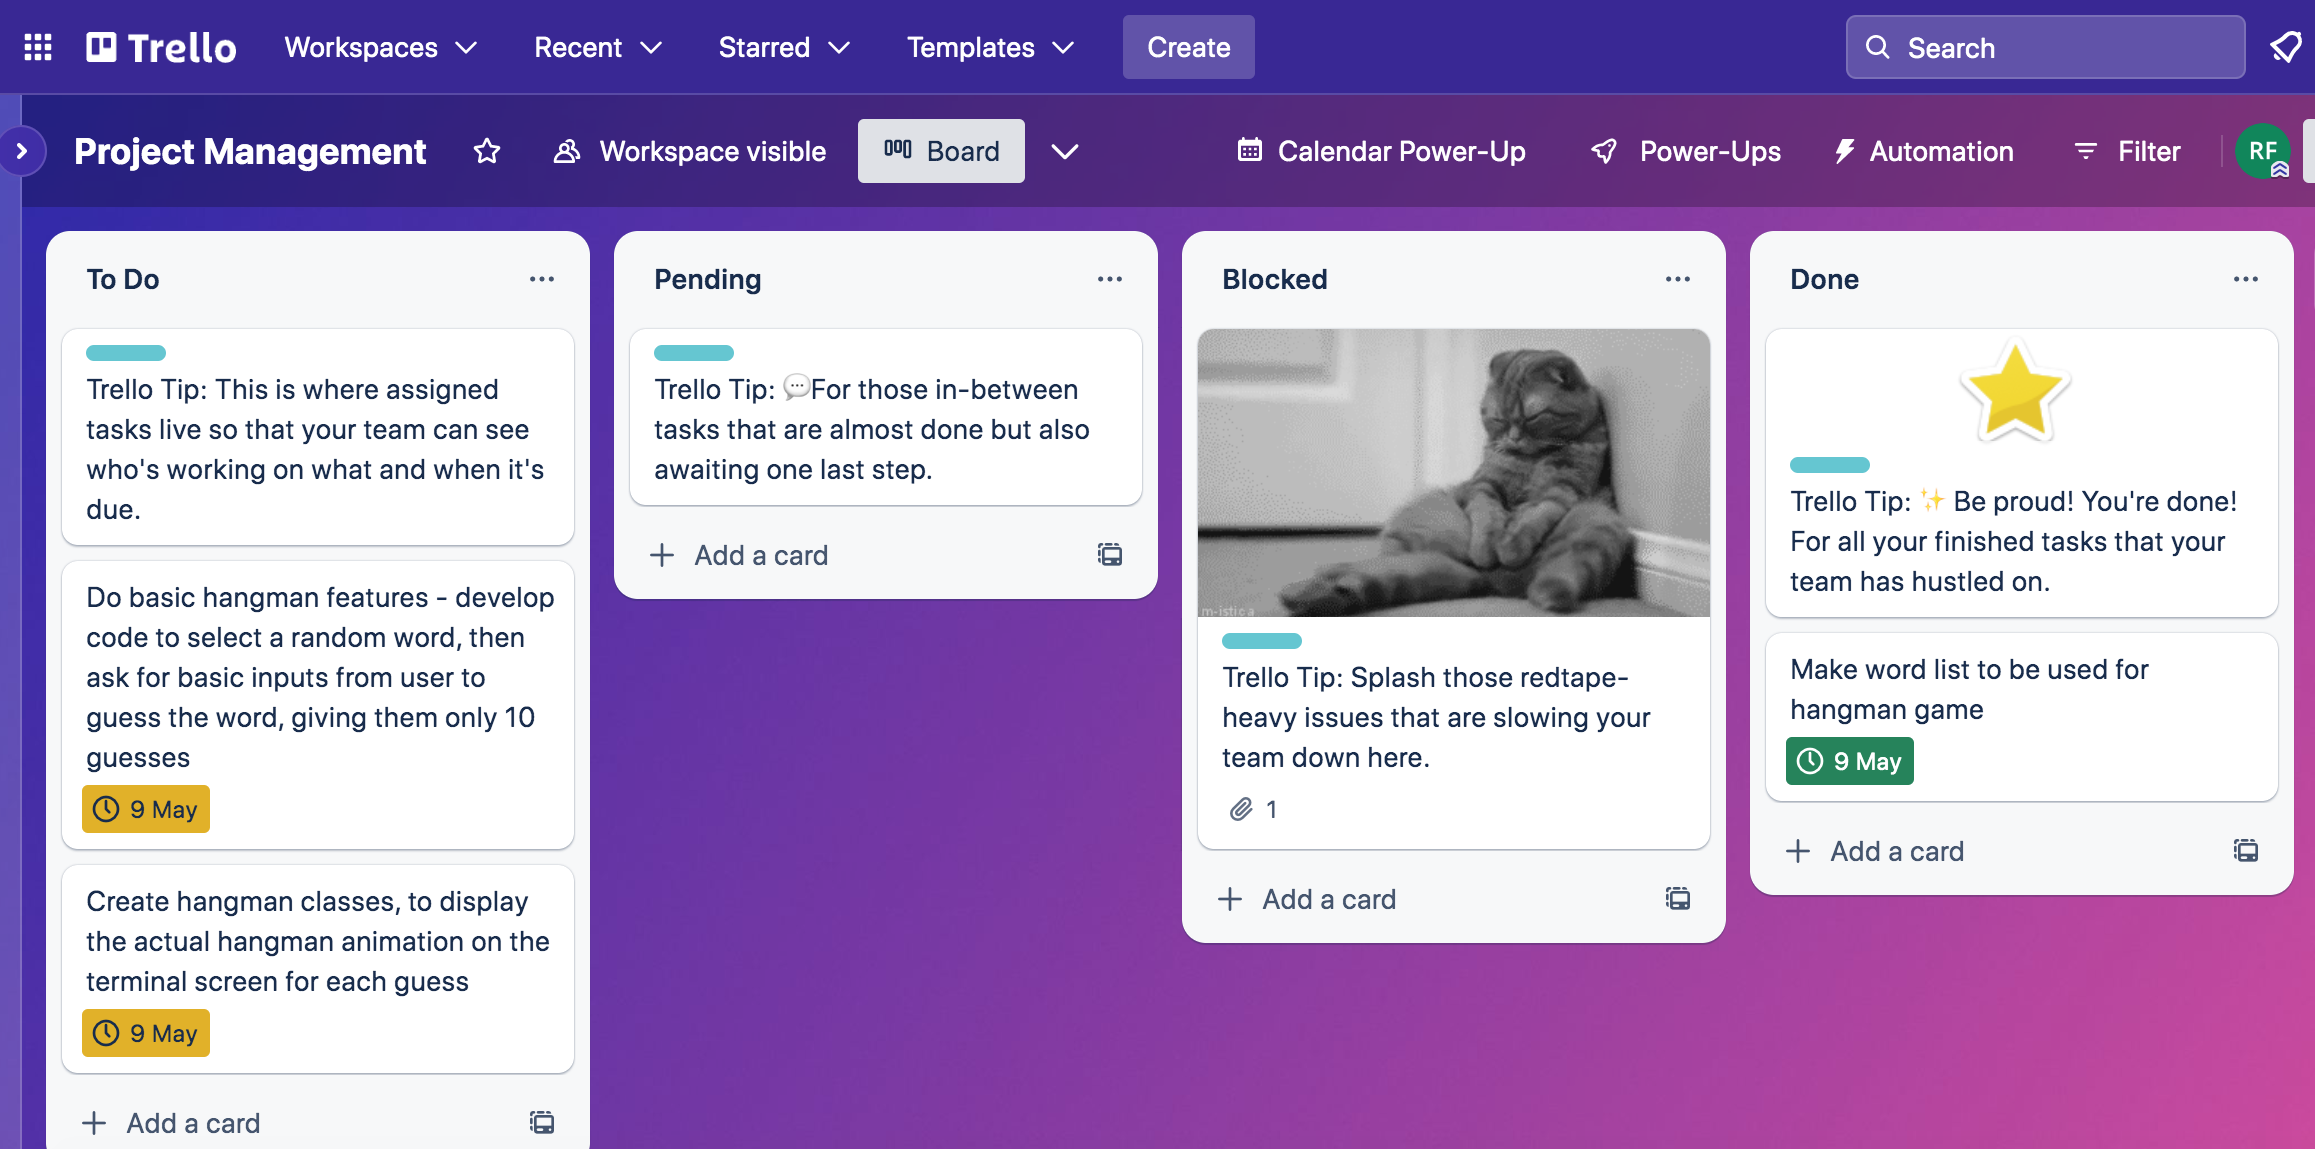 Trello
Workspaces
Recent
Starred
Templates
Create
Search
Project Management
Workspace visible
Board
Calendar Power-Up
Power-Ups
Automation
Filter
RF
To Do
Trello Tip: This is where assigned
tasks live so that your team can see
who's working on what and when it's
due.
Do basic hangman features - develop
code to select a random word, then
ask for basic inputs from user to
guess the word, giving them only 10
guesses
9 May
Create hangman classes, to display
the actual hangman animation on the
terminal screen for each guess
9 May
Add a card
Pending
Trello Tip: 💬For those in-between
tasks that are almost done but also
awaiting one last step.
Add a card
Blocked
m-istica
Trello Tip: Splash those redtape-
heavy issues that are slowing your
team down here.
1
Add a card
Done
Trello Tip: ✨ Be proud! You're done!
For all your finished tasks that your
team has hustled on.
Make word list to be used for
hangman game
9 May
Add a card